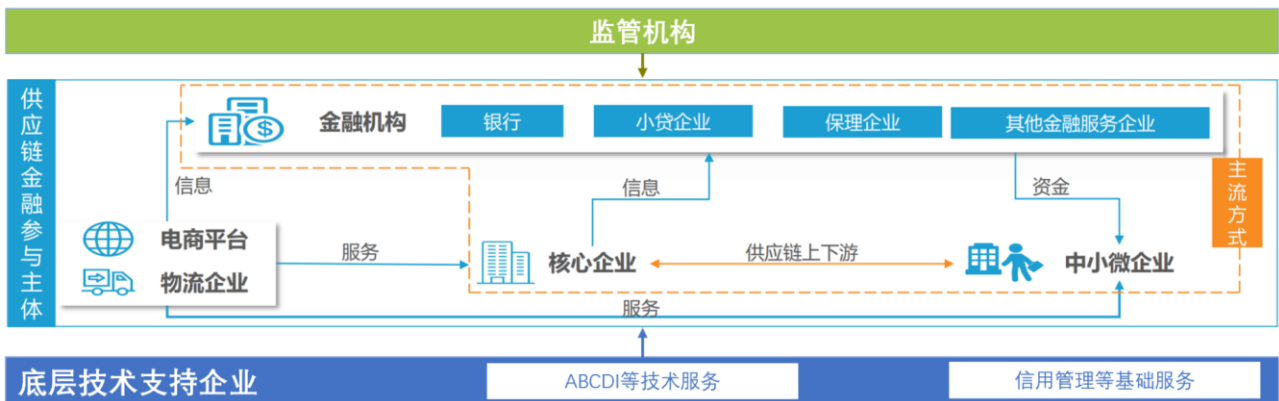 监管机构
供应链金融参与主体
金融机构
银行
小贷企业
保理企业
其他金融服务企业
主流方式
信息
信息
资金
电商平台
物流企业
服务
核心企业
供应链上下游
中小微企业
服务
底层技术支持企业
ABCDI等技术服务
信用管理等基础服务